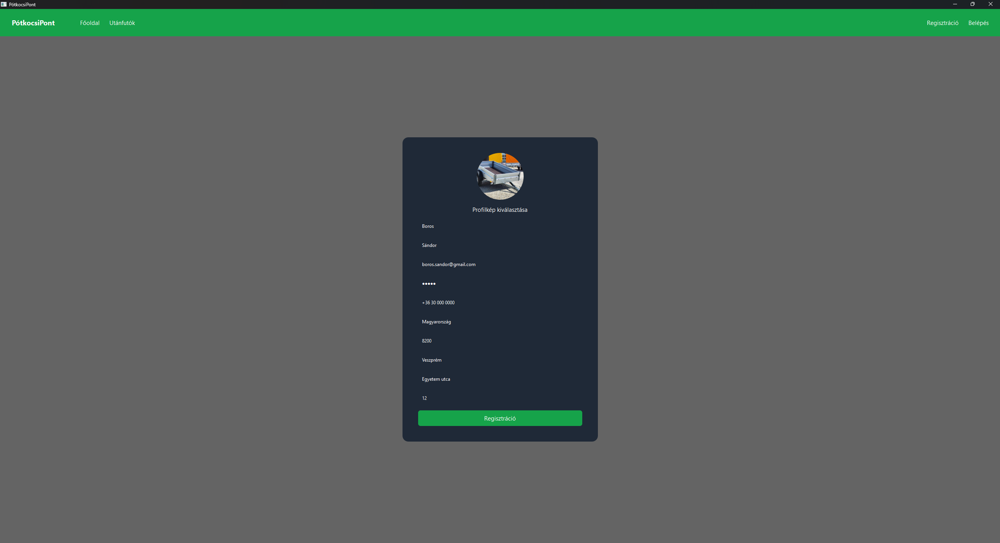 PótkocsiPont
PótkocsiPont Főoldal Utánfutók Regisztráció Belépés
Profilkép kiválasztása
Boros
Sándor
boros.sandor@gmail.com
•••••
+36 30 000 0000
Magyarország
8200
Veszprém
Egyetem utca
12
Regisztráció